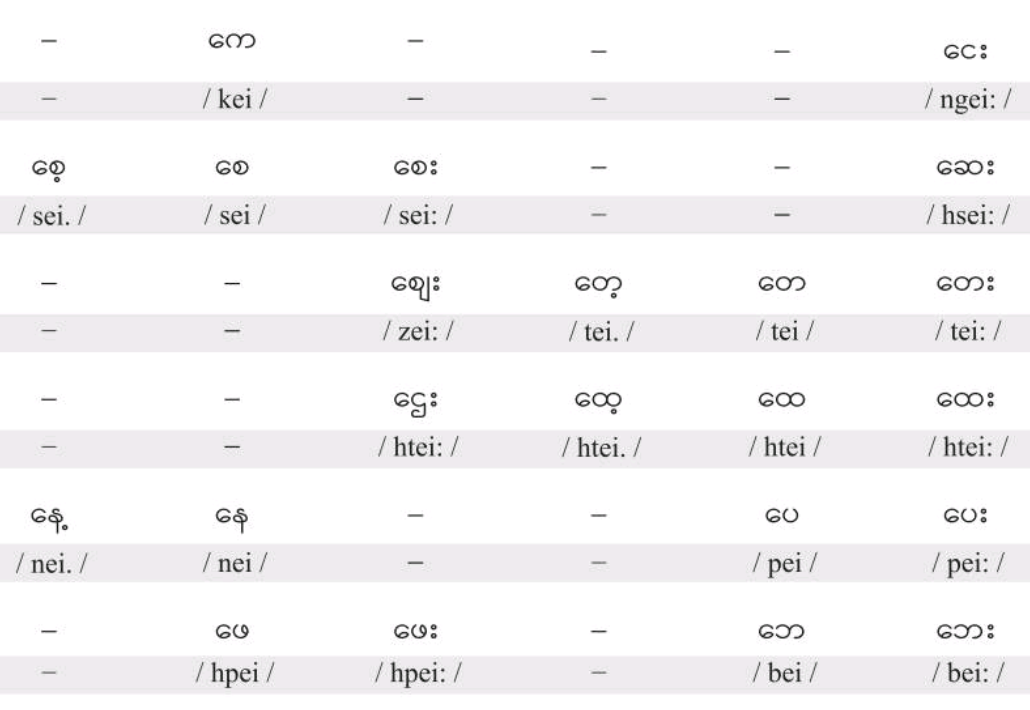 – ကေ – – – ငေး
– / kei / – – – / ngei: /
စေ့ စေ စေး – – ဆေး
/ sei. / / sei / / sei: / – – / hsei: /
– – ဈေး တေ့ တေ တေး
– – / zei: / / tei. / / tei / / tei: /
– – ဌေး ထေ့ ထေ ထေး
– – / htei: / / htei. / / htei / / htei: /
နေ့ နေ – – ပေ ပေး
/ nei. / / nei / – – / pei / / pei: /
– ဖေ ဖေး – ဘေ ဘေး
– / hpei / / hpei: / – / bei / / bei: /